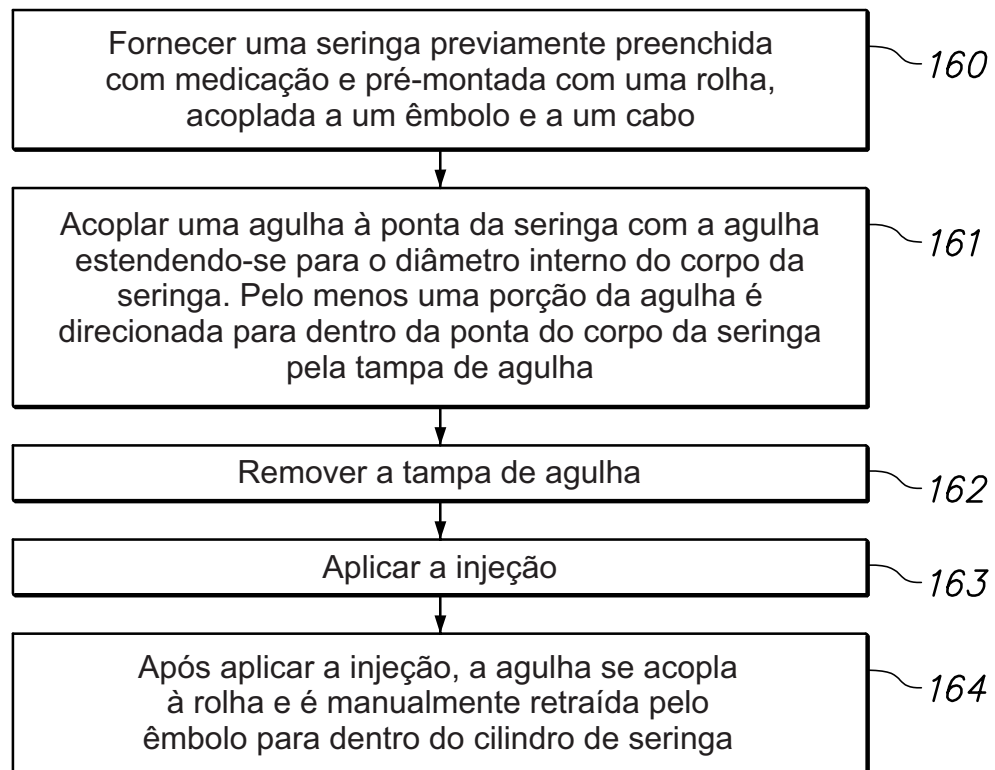 Fornecer uma seringa previamente preenchida
com medicação e pré-montada com uma rolha,
acoplada a um êmbolo e a um cabo
160
Acoplar uma agulha à ponta da seringa com a agulha
estendendo-se para o diâmetro interno do corpo da
seringa. Pelo menos uma porção da agulha é
direcionada para dentro da ponta do corpo da seringa
pela tampa de agulha
161
Remover a tampa de agulha
162
Aplicar a injeção
163
Após aplicar a injeção, a agulha se acopla
à rolha e é manualmente retraída pelo
êmbolo para dentro do cilindro de seringa
164